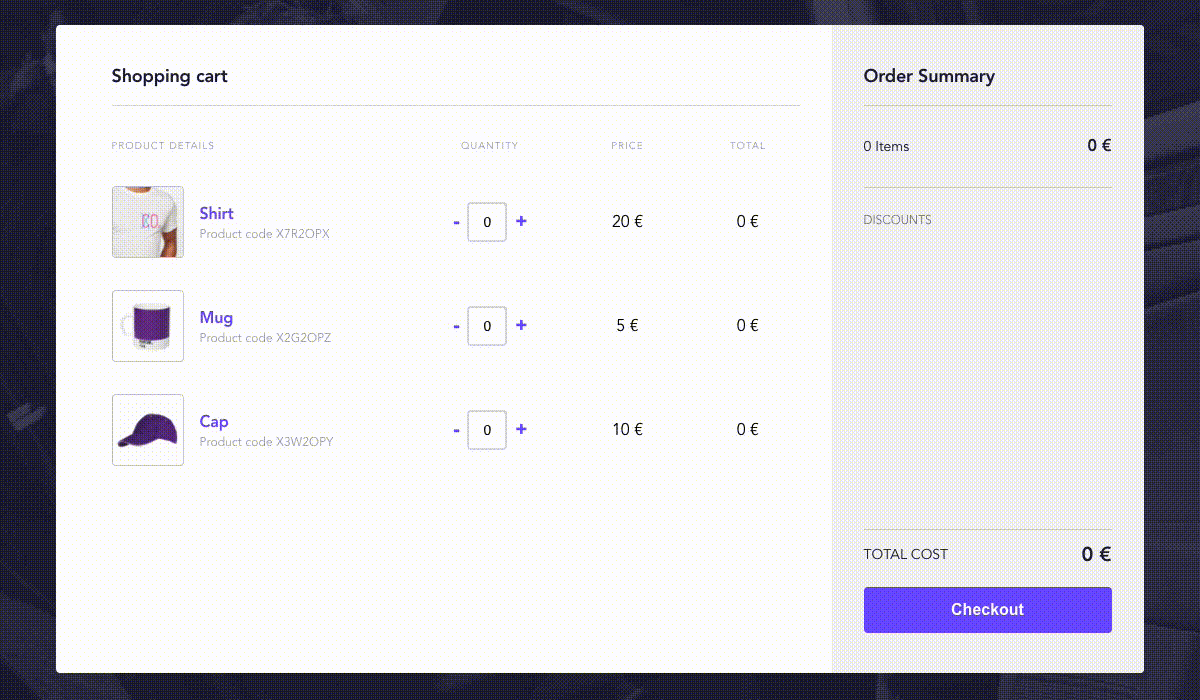 Shopping cart
PRODUCT DETAILS QUANTITY PRICE TOTAL
Shirt
Product code X7R2OPX
- 0 + 20 € 0 €
Mug
Product code X2G2OPZ
- 0 + 5 € 0 €
Cap
Product code X3W2OPY
- 0 + 10 € 0 €
Order Summary
0 Items 0 €
DISCOUNTS
TOTAL COST 0 €
Checkout